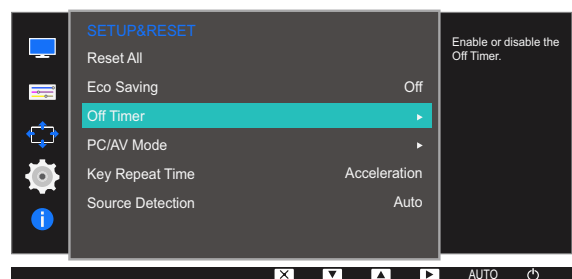 SETUP&RESET
Reset All
Eco Saving Off
Off Timer
PC/AV Mode
Key Repeat Time Acceleration
Source Detection Auto
Enable or disable the
Off Timer.
AUTO